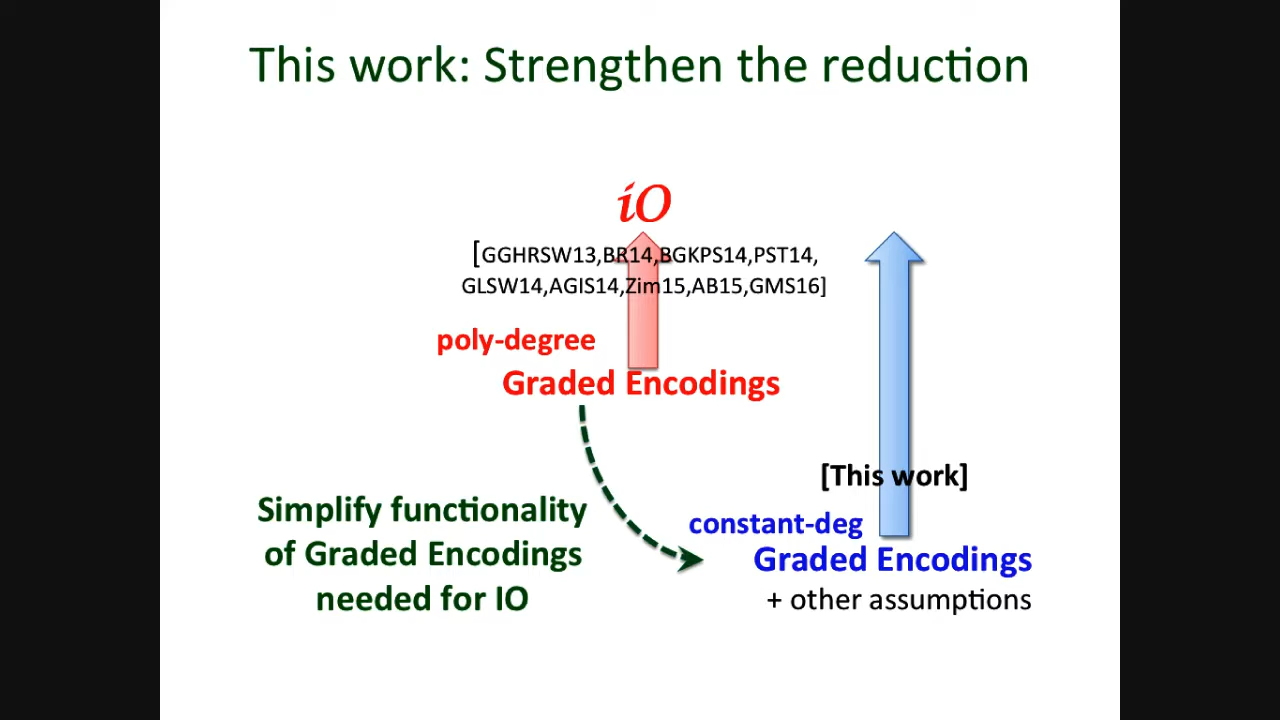 This work: Strengthen the reduction
iO
[GGHRSW13,BR14,BGKPS14,PST14,
GLSW14,AGIS14,Zim15,AB15,GMS16]
poly-degree
Graded Encodings
[This work]
Simplify functionality
of Graded Encodings
needed for IO
constant-deg
Graded Encodings
+ other assumptions